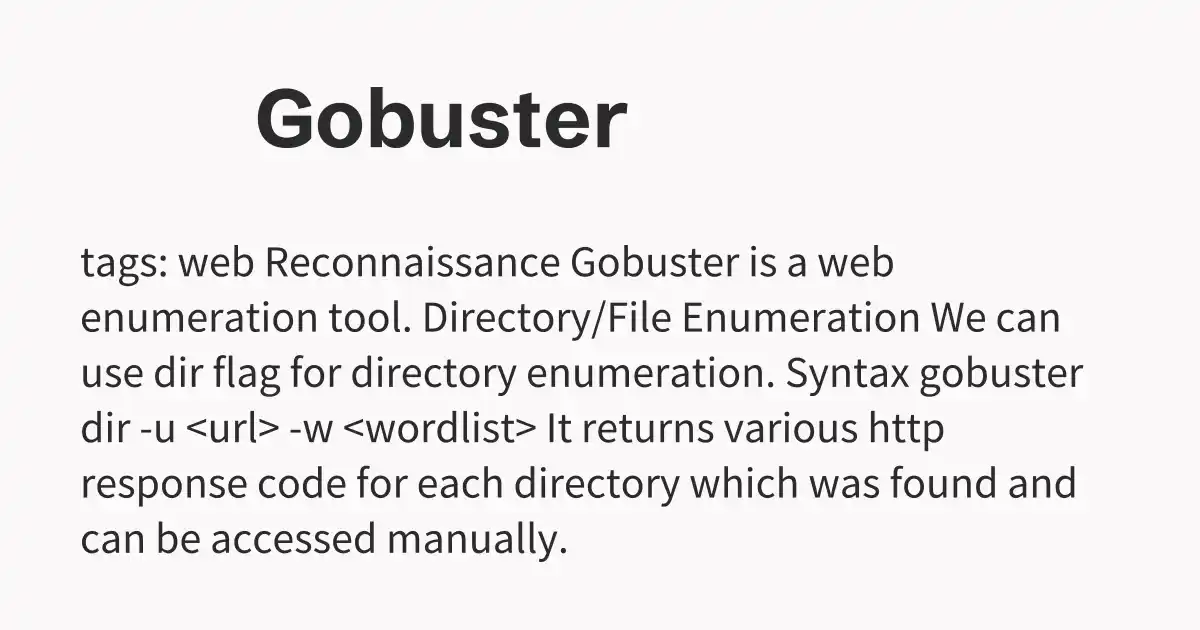 Gobuster
tags: web Reconnaissance Gobuster is a web
enumeration tool. Directory/File Enumeration We can
use dir flag for directory enumeration. Syntax gobuster
dir -u <url> -w <wordlist> It returns various http
response code for each directory which was found and
can be accessed manually.